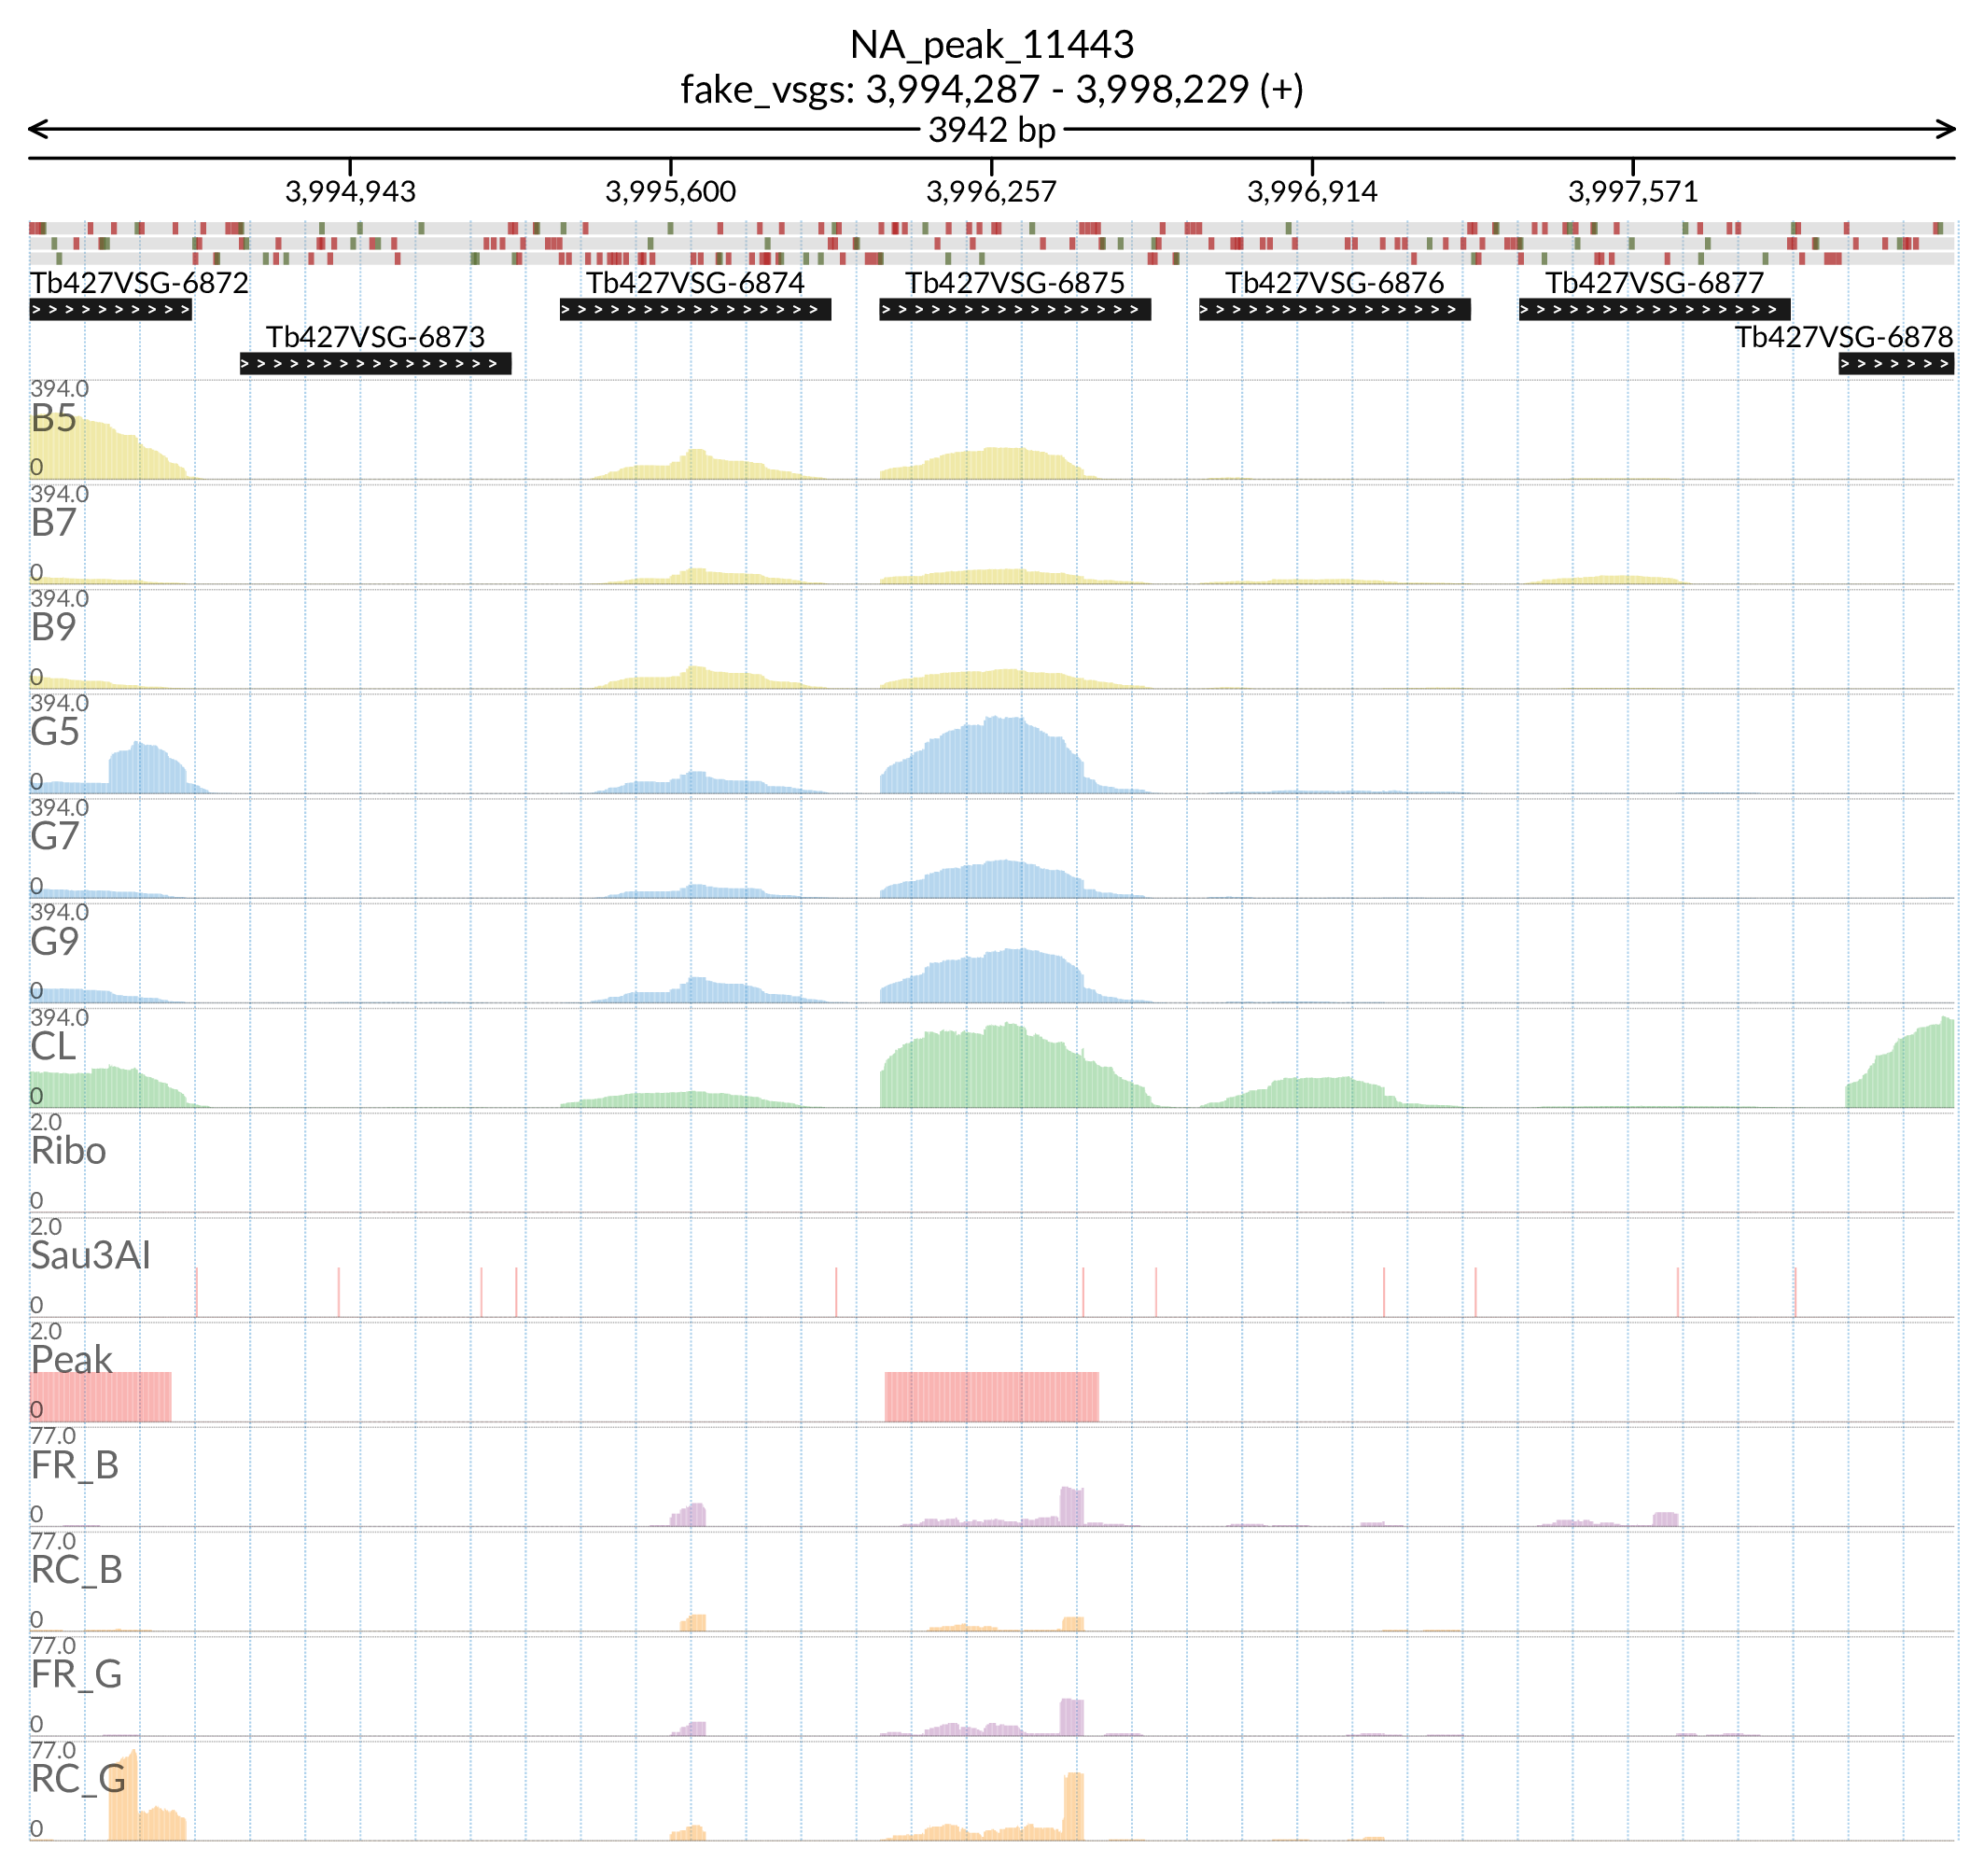 NA_peak_11443
fake_vsgs: 3,994,287 - 3,998,229 (+)
3942 bp
3,994,943 3,995,600 3,996,257 3,996,914 3,997,571
Tb427VSG-6872 Tb427VSG-6874 Tb427VSG-6875 Tb427VSG-6876 Tb427VSG-6877
Tb427VSG-6873 Tb427VSG-6878
394.0
B5
0
394.0
B7
0
394.0
B9
0
394.0
G5
0
394.0
G7
0
394.0
G9
0
394.0
CL
0
2.0
Ribo
0
2.0
Sau3AI
0
2.0
Peak
0
77.0
FR_B
0
77.0
RC_B
0
77.0
FR_G
0
77.0
RC_G
0